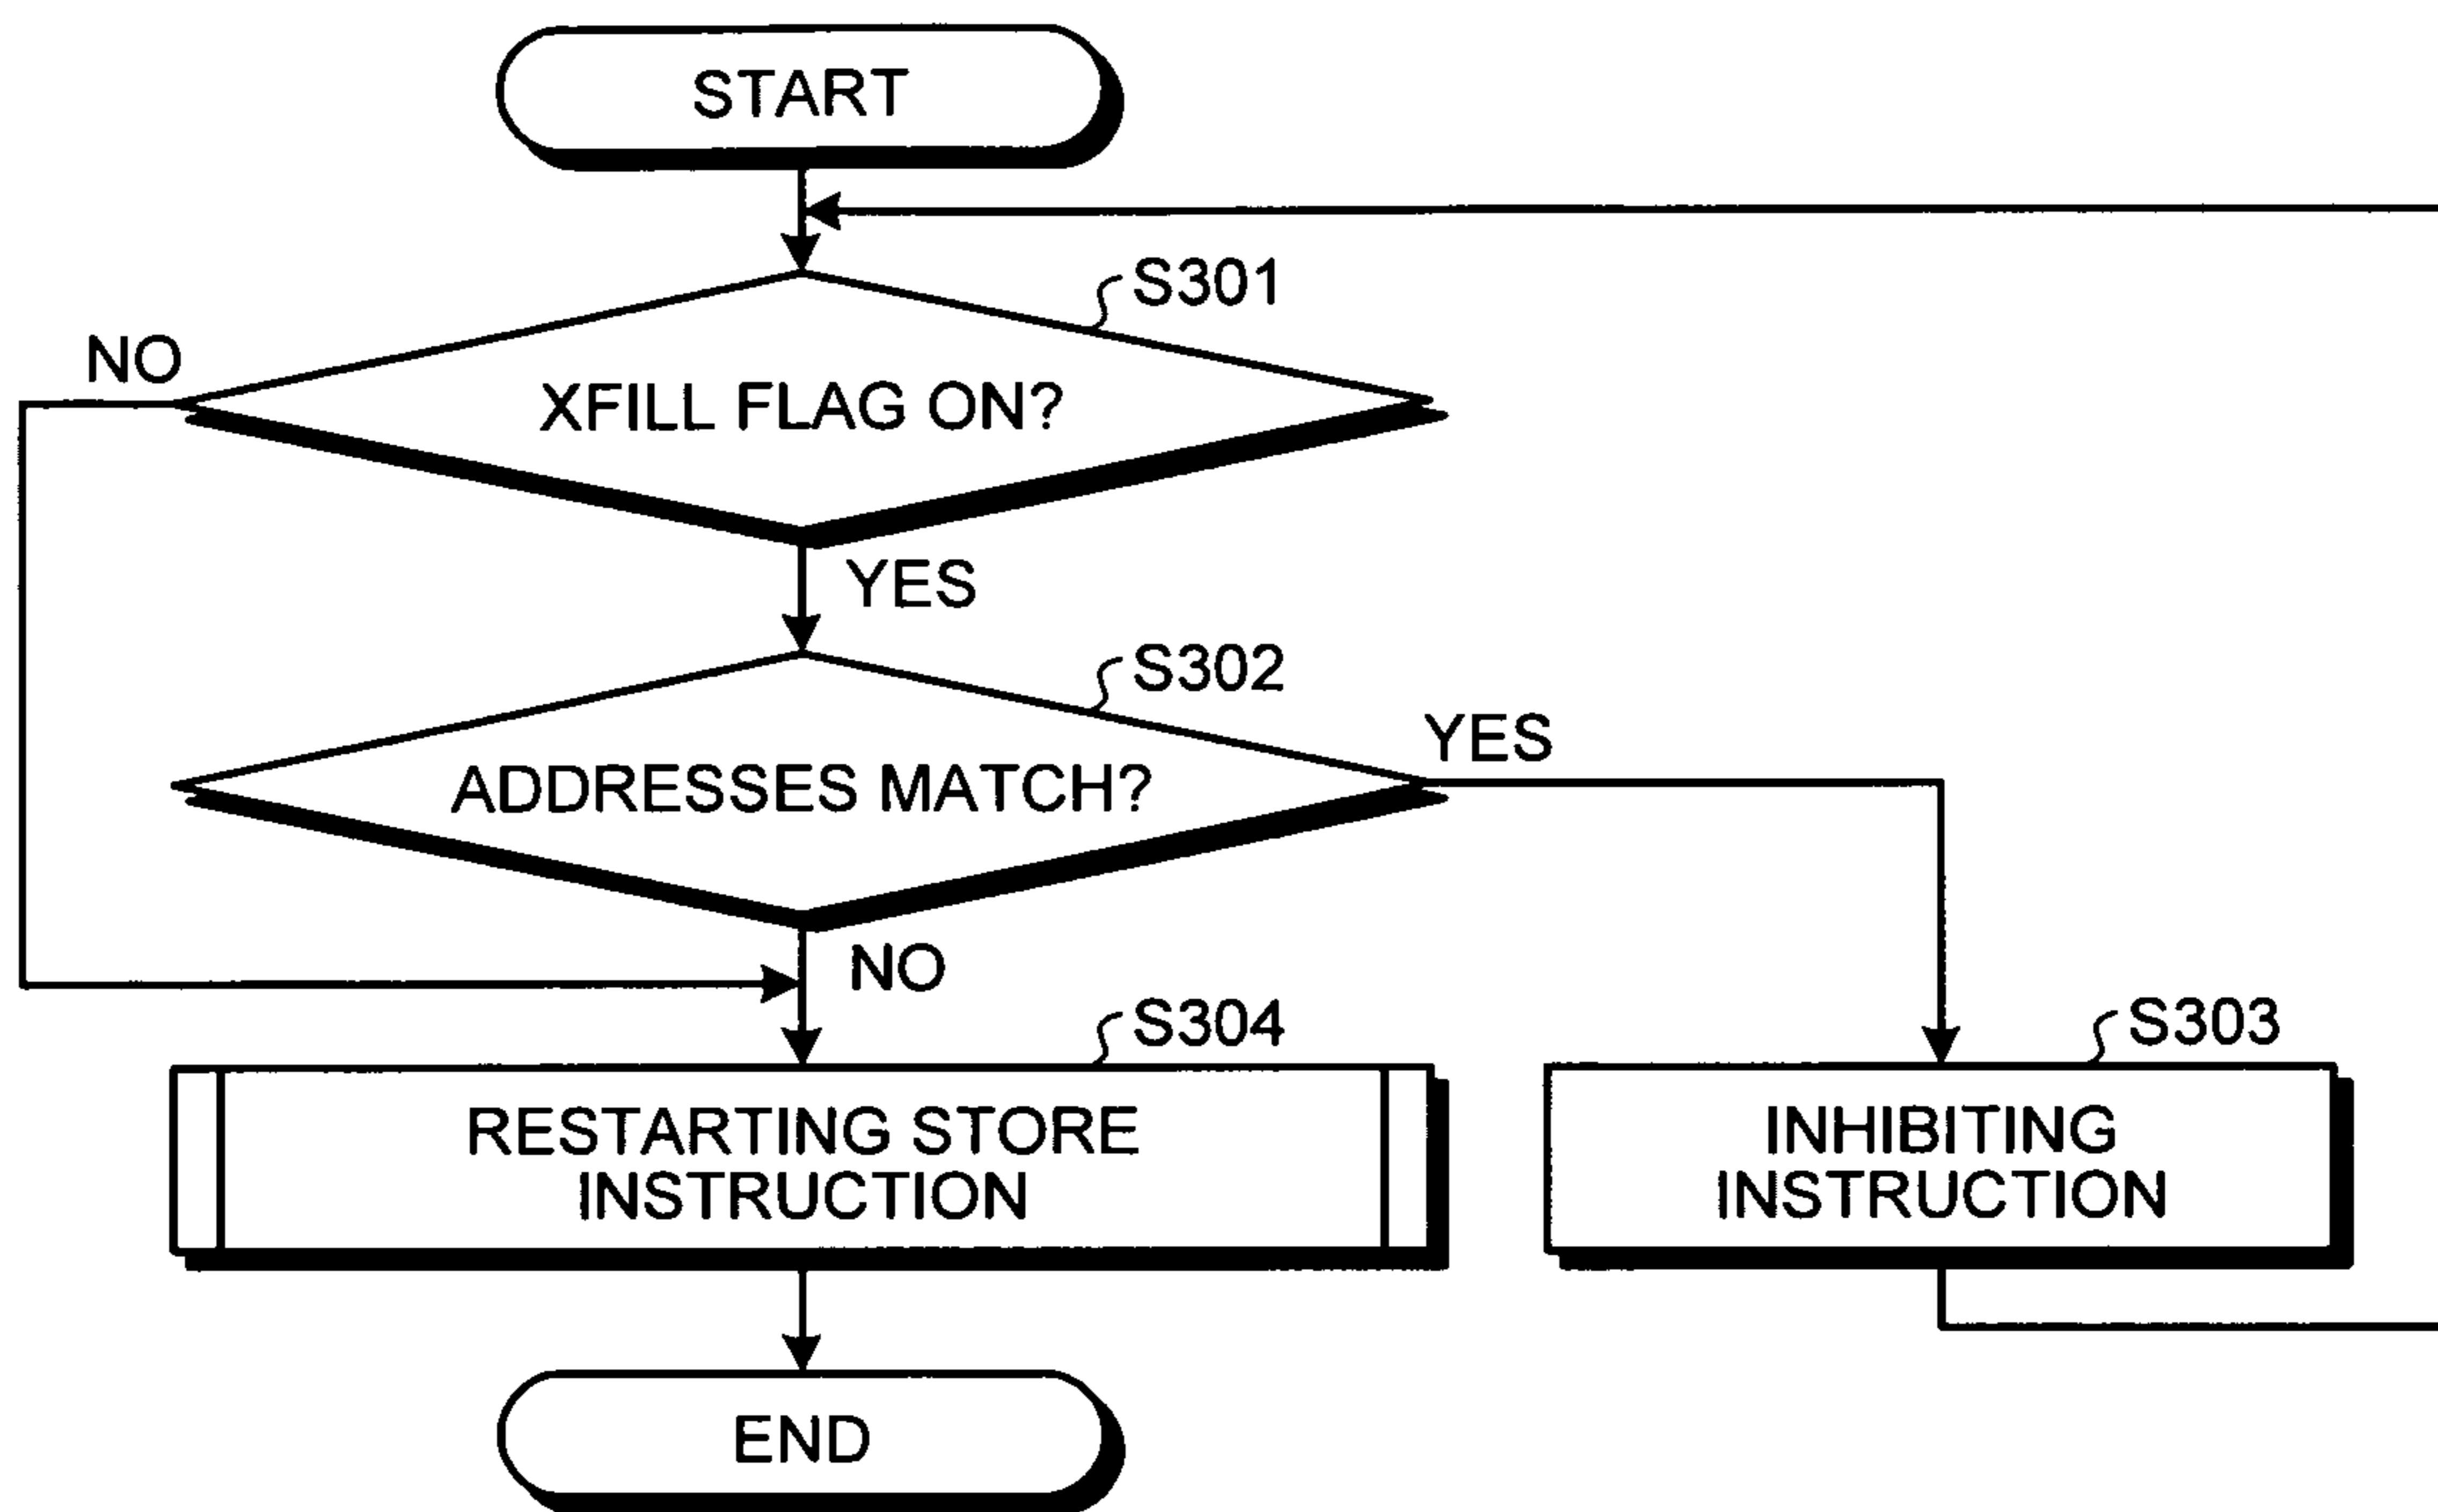 START
S301
NO
XFILL FLAG ON?
YES
S302
YES
ADDRESSES MATCH?
NO
S304
S303
RESTARTING STORE
INSTRUCTION
INHIBITING
INSTRUCTION
END